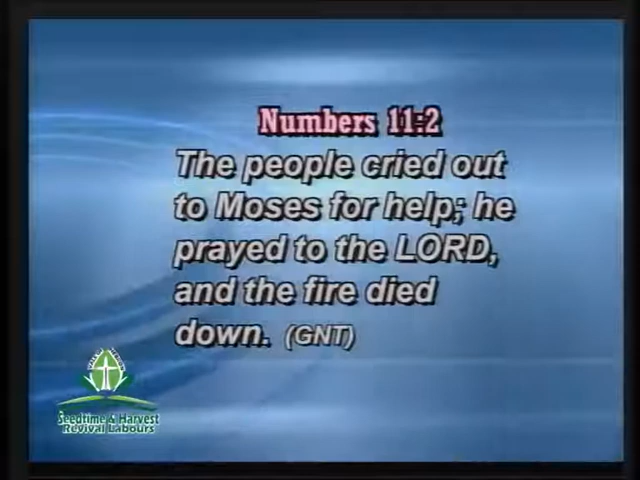 Numbers 11:2
The people cried out
to Moses for help; he
prayed to the LORD,
and the fire died
down. (GNT)
Seedtime & Harvest
Revival Labours